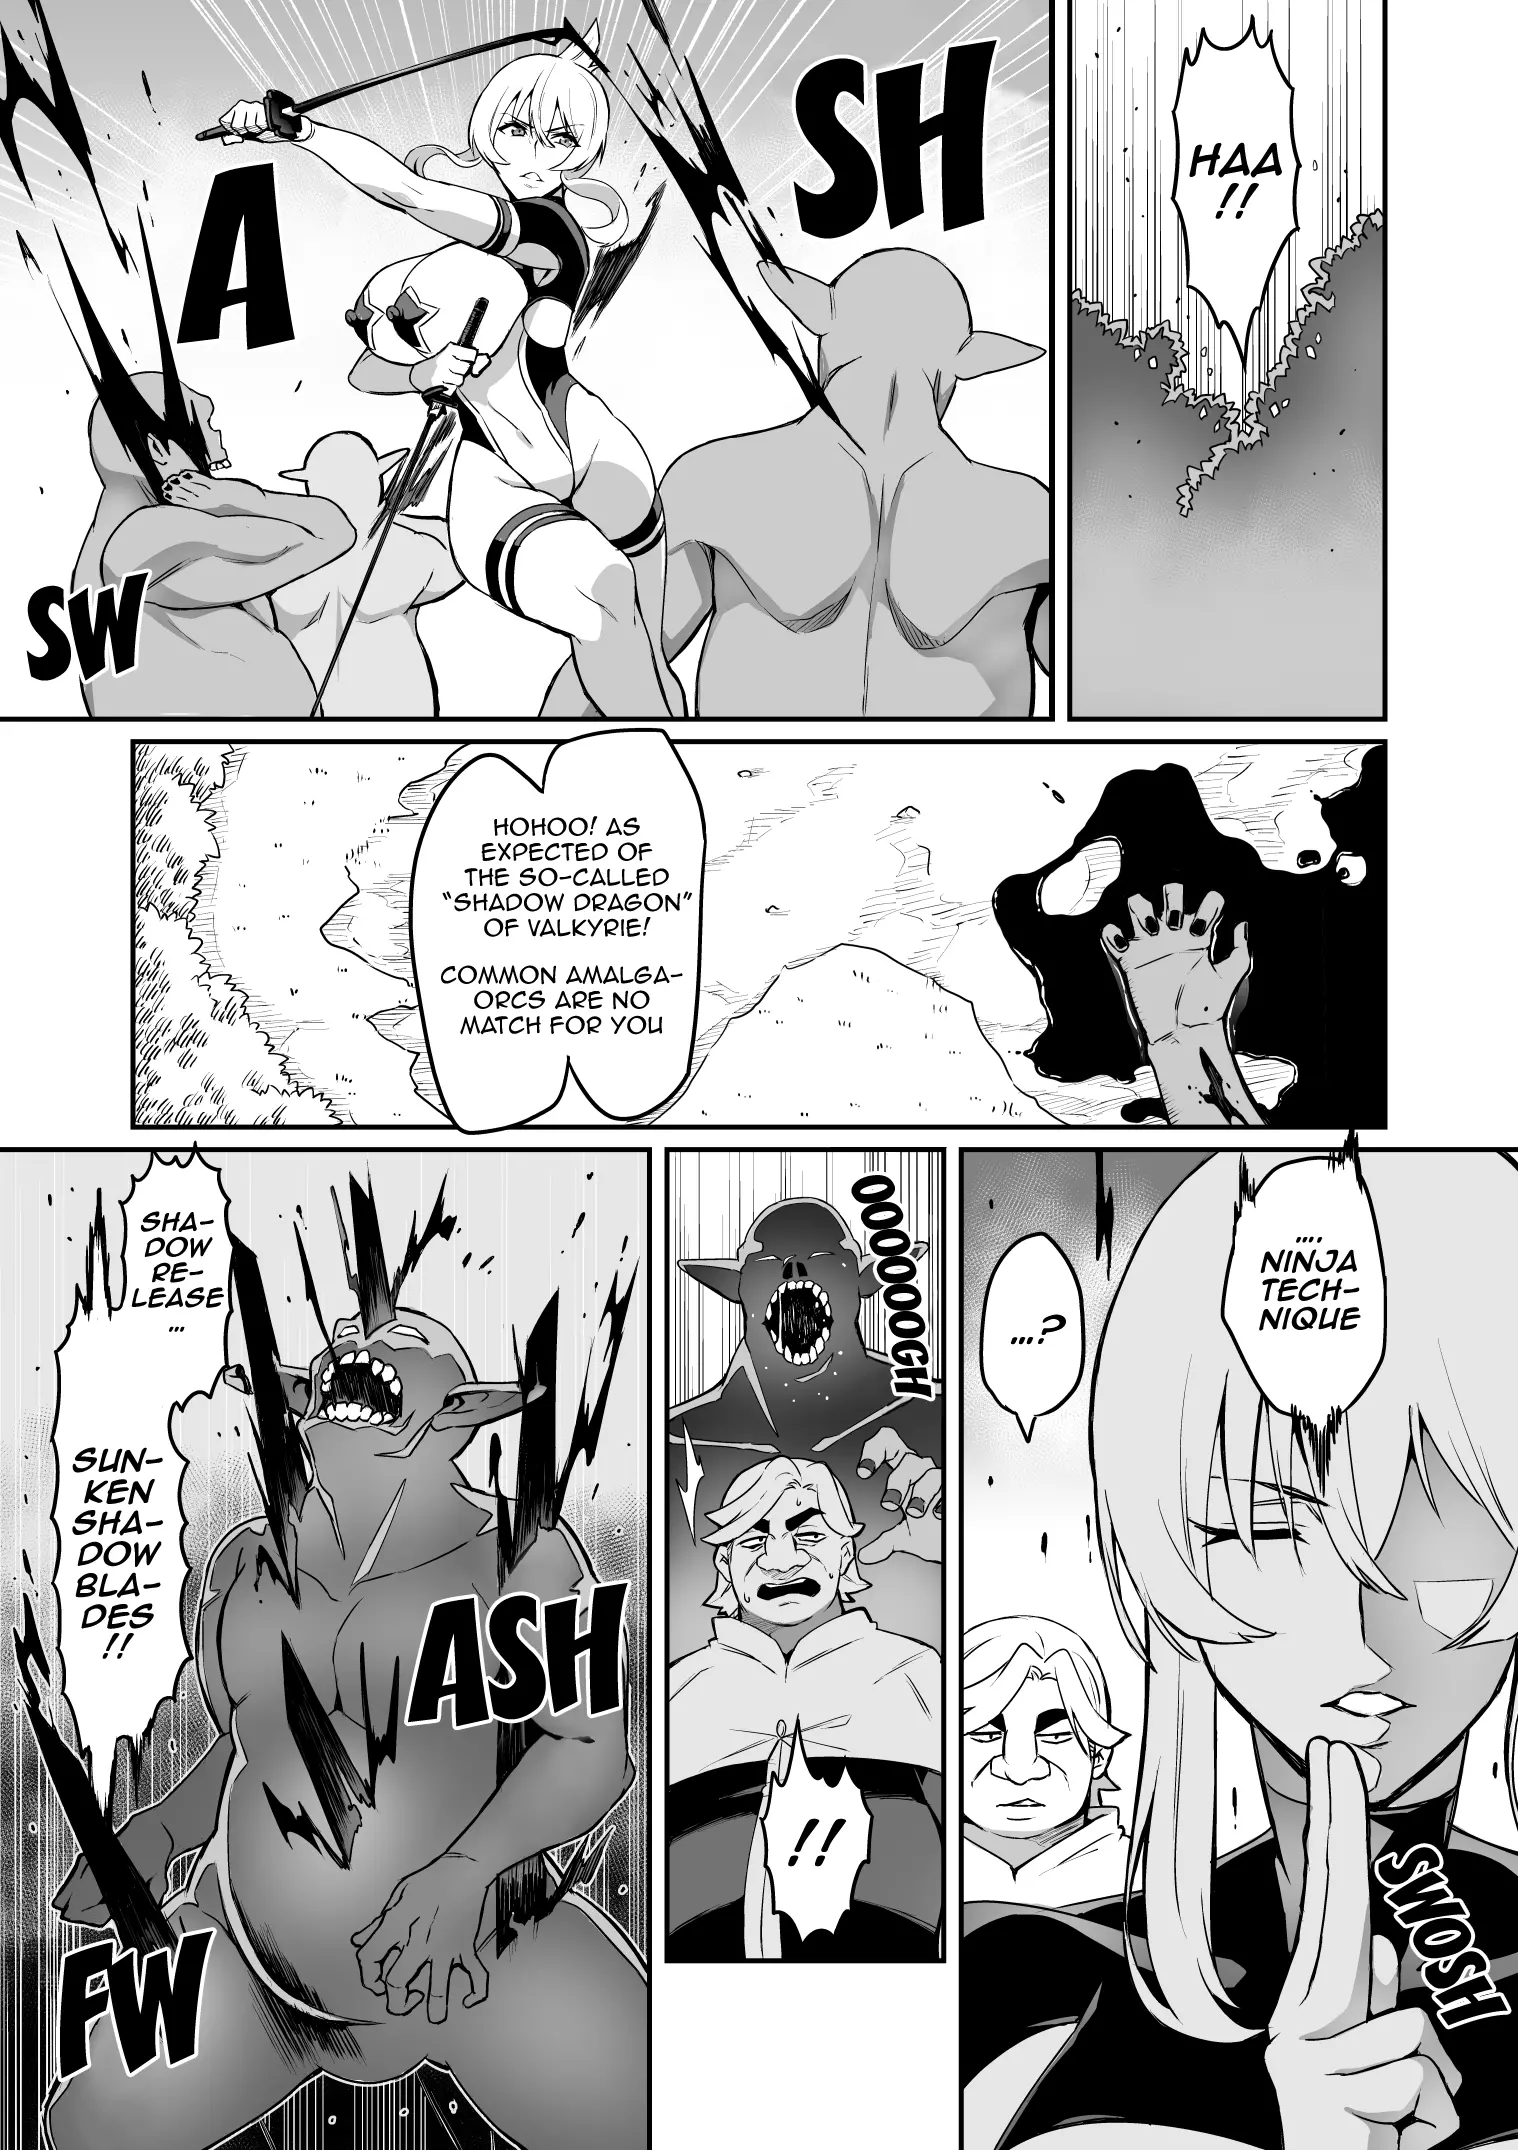 HAA
!!
SW
A
SH
HOHOO! AS
EXPECTED OF
THE SO-CALLED
"SHADOW DRAGON"
OF VALKYRIE!
COMMON AMALGA-
ORCS ARE NO
MATCH FOR YOU
....
NINJA
TECH-
NIQUE
....?
SWOSH
OOOOOOOGH
!!
SHA-
DOW
RE-
LEASE
...
SUN-
KEN
SHA-
DOW
BLA-
DES
!!
FW
ASH